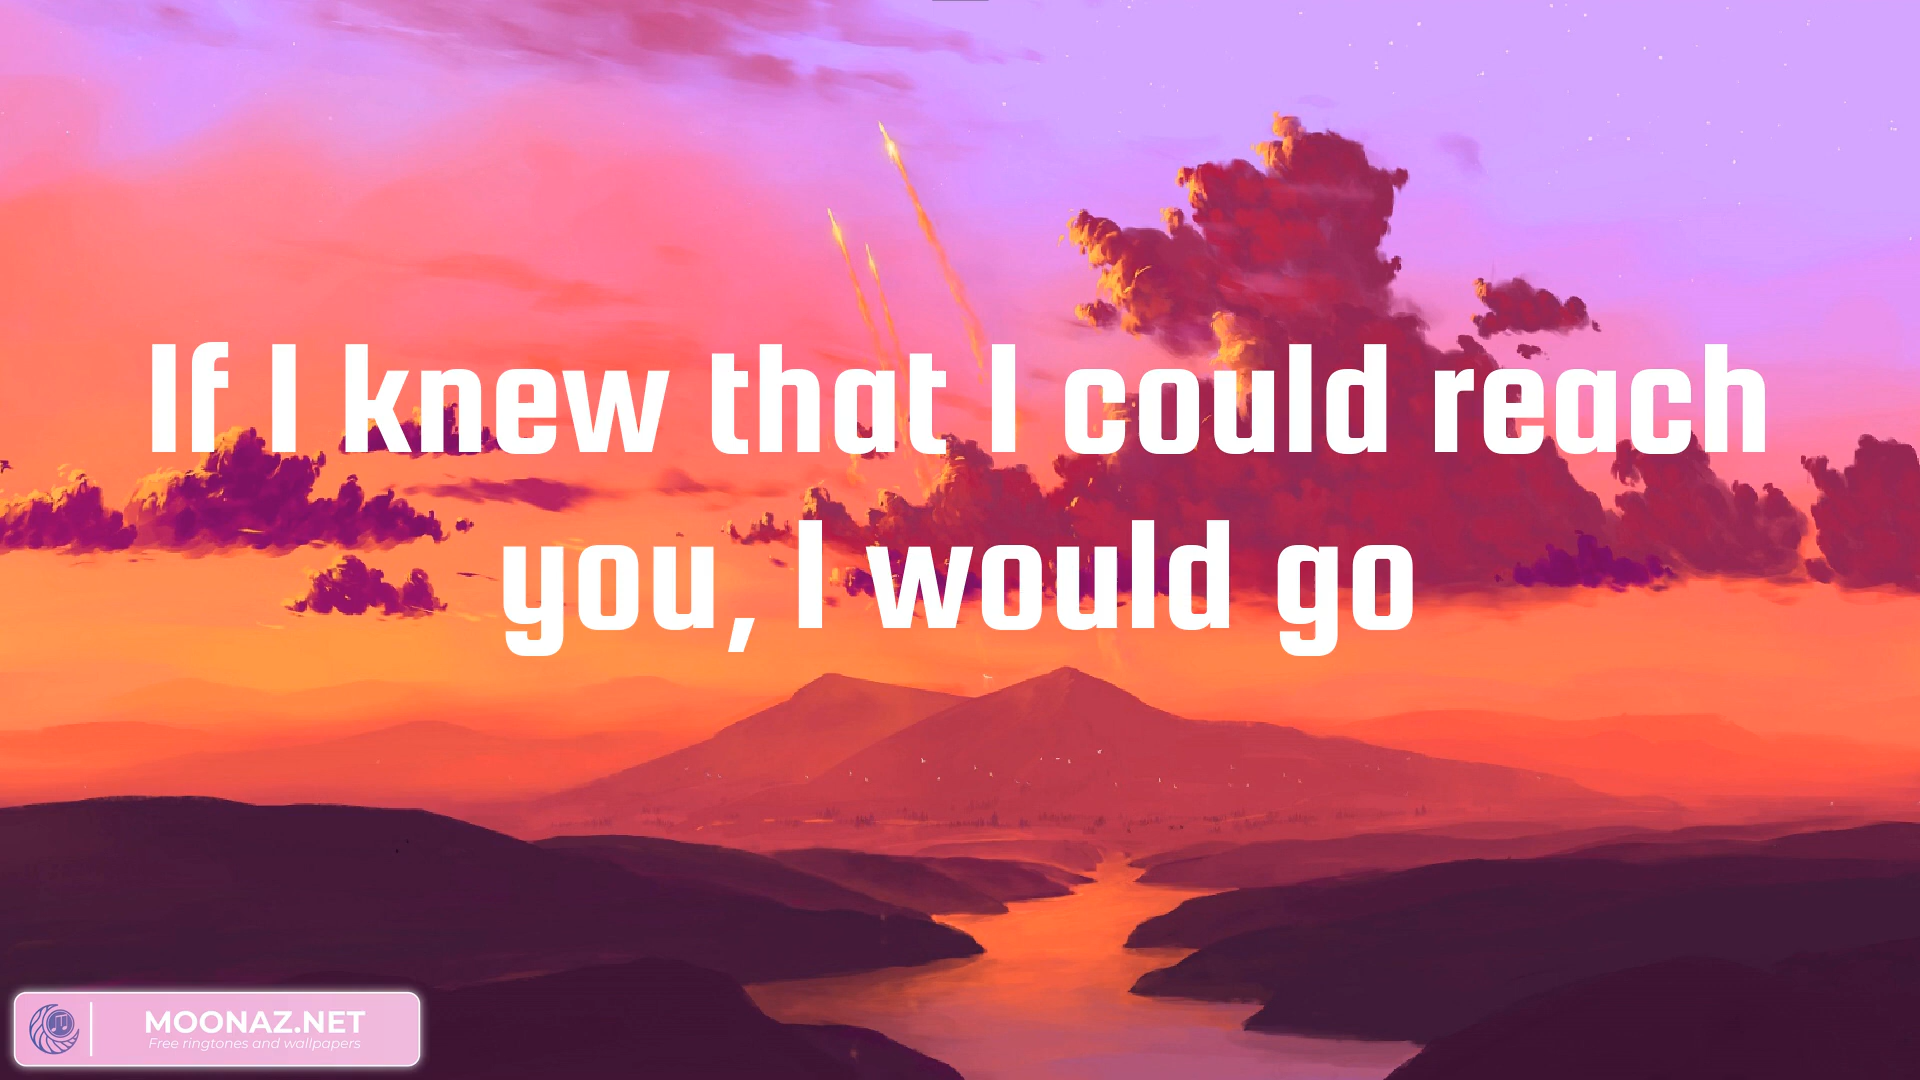 If I knew that I could reach
you, I would go
MOONAZ.NET
Free ringtones and wallpapers